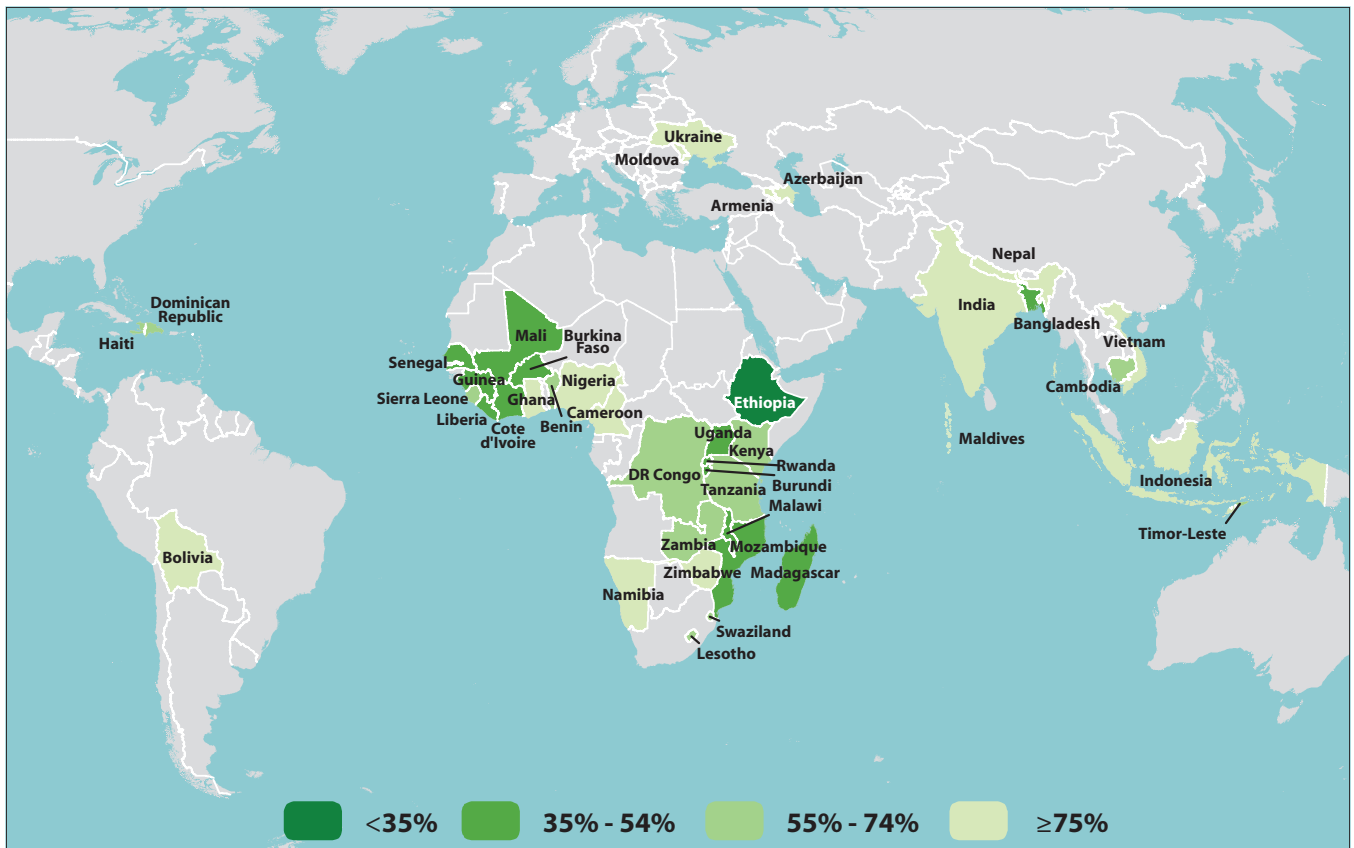 Ukraine
Moldova
Azerbaijan
Armenia
Nepal
India
Bangladesh
Vietnam
Cambodia
Maldives
Indonesia
Timor-Leste
Dominican
Republic
Haiti
Bolivia
Mali
Burkina
Faso
Senegal
Guinea
Nigeria
Sierra Leone
Ghana
Liberia
Cote
d'Ivoire
Benin
Cameroon
Ethiopia
Uganda
Kenya
DR Congo
Rwanda
Burundi
Tanzania
Malawi
Zambia
Mozambique
Zimbabwe
Madagascar
Namibia
Swaziland
Lesotho
<35%
35% - 54%
55% - 74%
≥75%